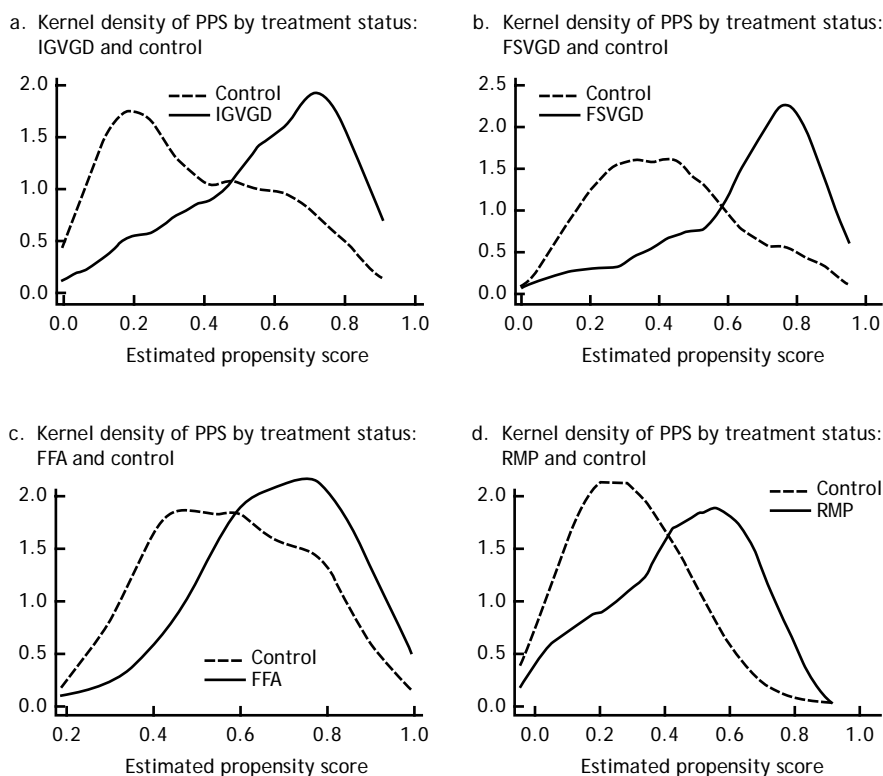 a. Kernel density of PPS by treatment status:
IGVGD and control
2.0
1.5
1.0
0.5
0.0
Control
IGVGD
0.0 0.2 0.4 0.6 0.8 1.0
Estimated propensity score
b. Kernel density of PPS by treatment status:
FSVGD and control
2.5
2.0
1.5
1.0
0.5
0.0
Control
FSVGD
0.0 0.2 0.4 0.6 0.8 1.0
Estimated propensity score
c. Kernel density of PPS by treatment status:
FFA and control
2.0
1.5
1.0
0.5
0.0
Control
FFA
0.2 0.4 0.6 0.8 1.0
Estimated propensity score
d. Kernel density of PPS by treatment status:
RMP and control
2.0
1.5
1.0
0.5
0.0
Control
RMP
0.0 0.2 0.4 0.6 0.8 1.0
Estimated propensity score